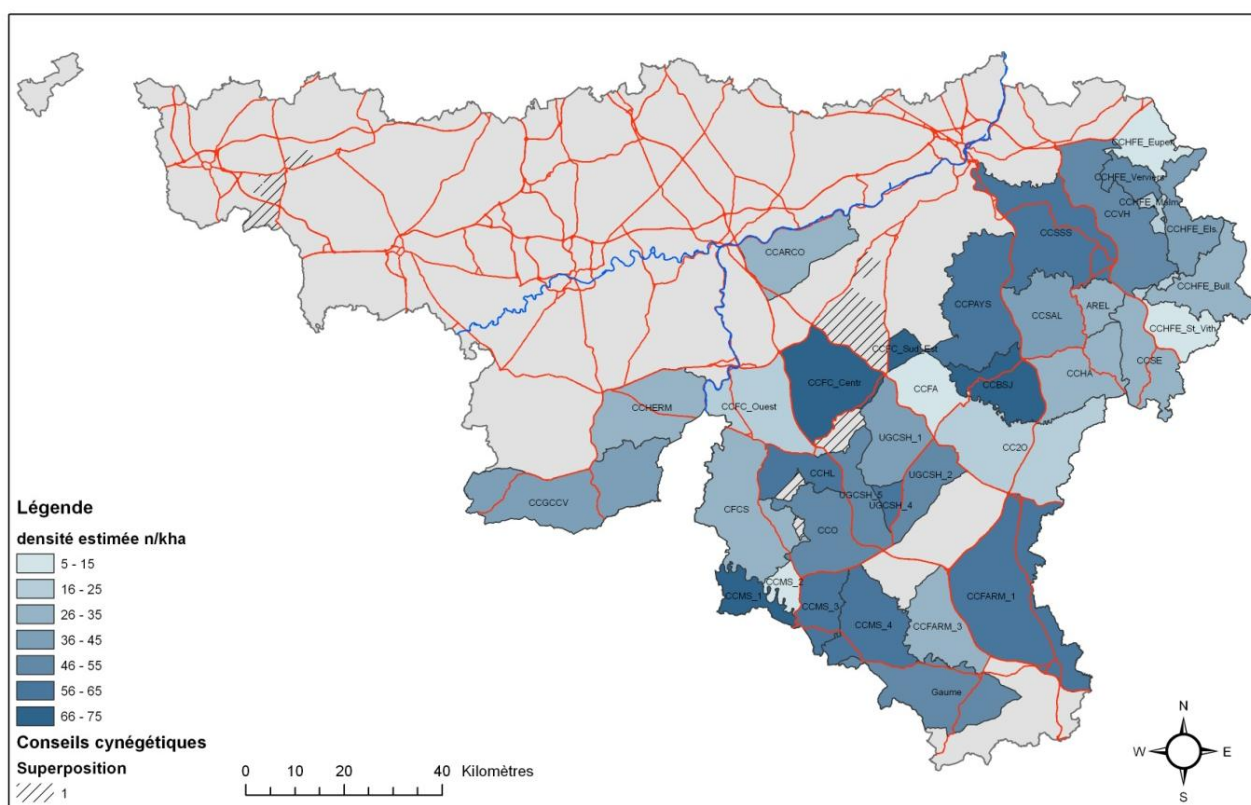 CCHFE_Eupen
CCHFE_Verviers
CCHFE_Malm
CCVH
CCSSS
CCHFE_Els.
CCARCO
CCHFE_Bull.
CCPAYS
CCSAL
AREL
CCHFE_St_Vith
CCFC_Sud_Est
CCSE
CCFC_Centr
CCFA
CCBSJ
CCHA
CCHERM
CCFC_Ouest
UGCSH_1
CC2O
CCHL
UGCSH_2
UGCSH_5
UGCSH_4
CCGCCV
CFCS
CCO
CCMS_2
CCMS_1
CCMS_3
CCMS_4
CCFARM_1
CCFARM_3
Gaume
Légende
densité estimée n/kha
5 - 15
16 - 25
26 - 35
36 - 45
46 - 55
56 - 65
66 - 75
Conseils cynégétiques
Superposition
1
0 10 20 40 Kilomètres
N
W E
S